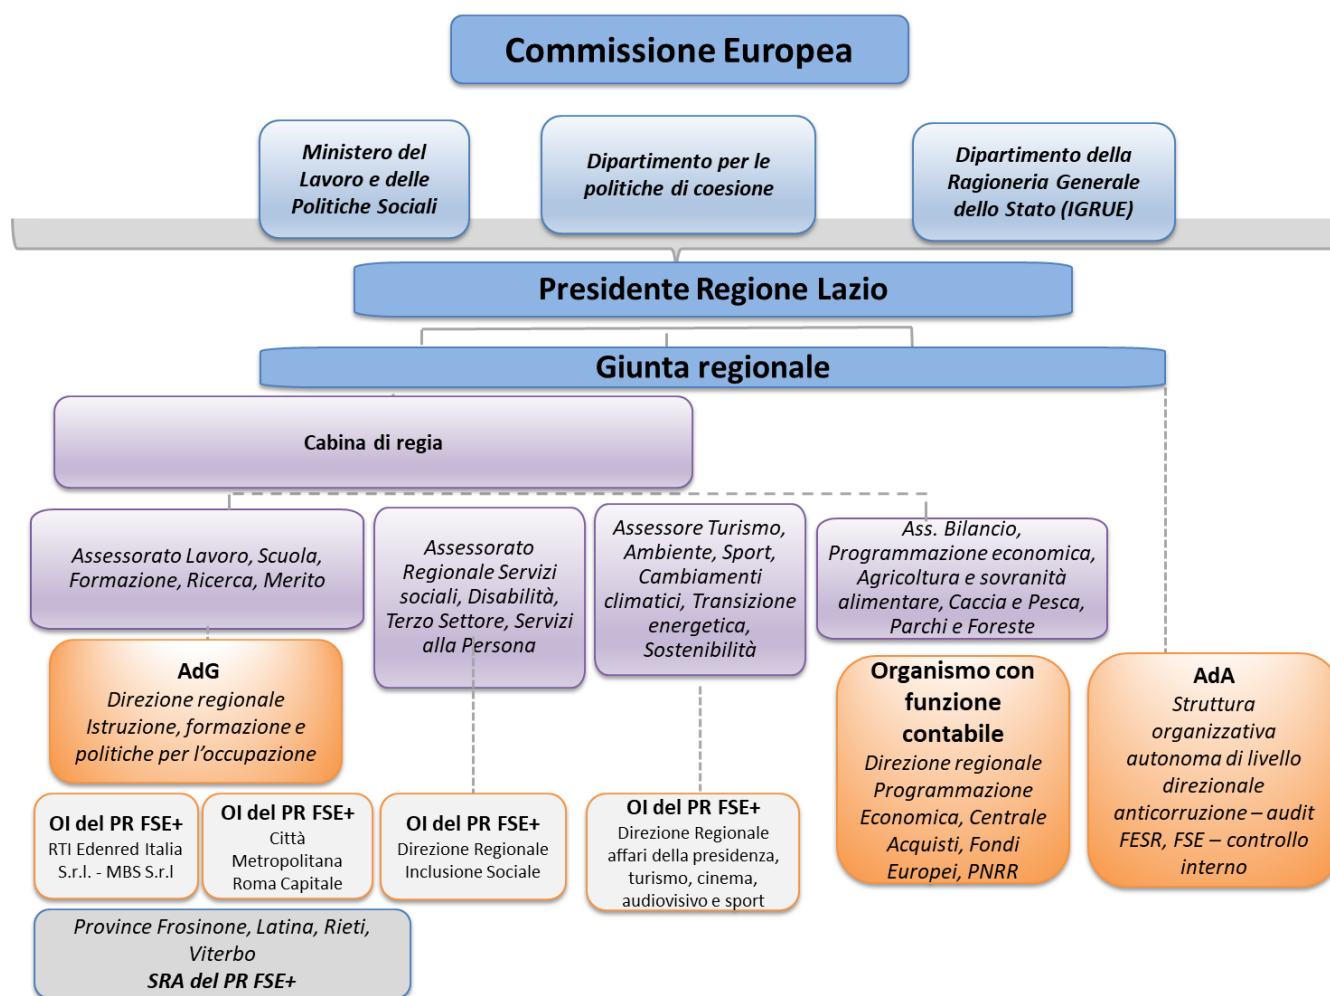 Commissione Europea
Ministero del
Lavoro e delle
Politiche Sociali
Dipartimento per le
politiche di coesione
Dipartimento della
Ragioneria Generale
dello Stato (IGRUE)
Presidente Regione Lazio
Giunta regionale
Cabina di regia
Assessorato Lavoro, Scuola,
Formazione, Ricerca, Merito
Assessorato
Regionale Servizi
sociali, Disabilità,
Terzo Settore, Servizi
alla Persona
Assessore Turismo,
Ambiente, Sport,
Cambiamenti
climatici, Transizione
energetica,
Sostenibilità
Ass. Bilancio,
Programmazione economica,
Agricoltura e sovranità
alimentare, Caccia e Pesca,
Parchi e Foreste
AdG
Direzione regionale
Istruzione, formazione e
politiche per l’occupazione
Organismo con
funzione
contabile
Direzione regionale
Programmazione
Economica, Centrale
Acquisti, Fondi
Europei, PNRR
AdA
Struttura
organizzativa
autonoma di livello
direzionale
anticorruzione – audit
FESR, FSE – controllo
interno
OI del PR FSE+
RTI Edenred Italia
S.r.l. - MBS S.r.l
OI del PR FSE+
Città
Metropolitana
Roma Capitale
OI del PR FSE+
Direzione Regionale
Inclusione Sociale
OI del PR FSE+
Direzione Regionale
affari della presidenza,
turismo, cinema,
audiovisivo e sport
Province Frosinone, Latina, Rieti,
Viterbo
SRA del PR FSE+